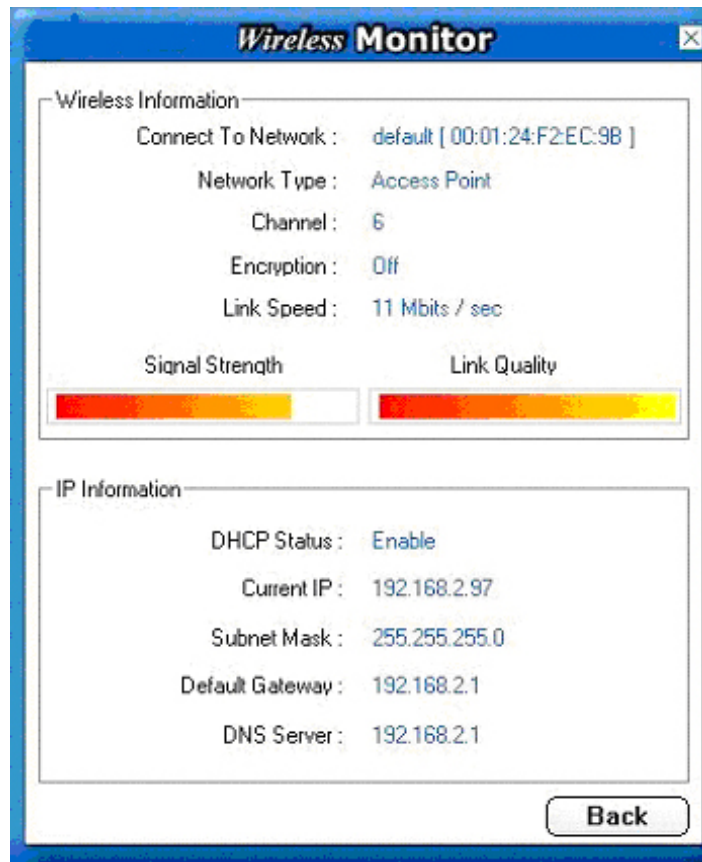 Wireless Monitor
Wireless Information
Connect To Network : default [ 00:01:24:F2:EC:9B ]
Network Type : Access Point
Channel : 6
Encryption : Off
Link Speed : 11 Mbits / sec
Signal Strength Link Quality
IP Information
DHCP Status : Enable
Current IP : 192.168.2.97
Subnet Mask : 255.255.255.0
Default Gateway : 192.168.2.1
DNS Server : 192.168.2.1
Back